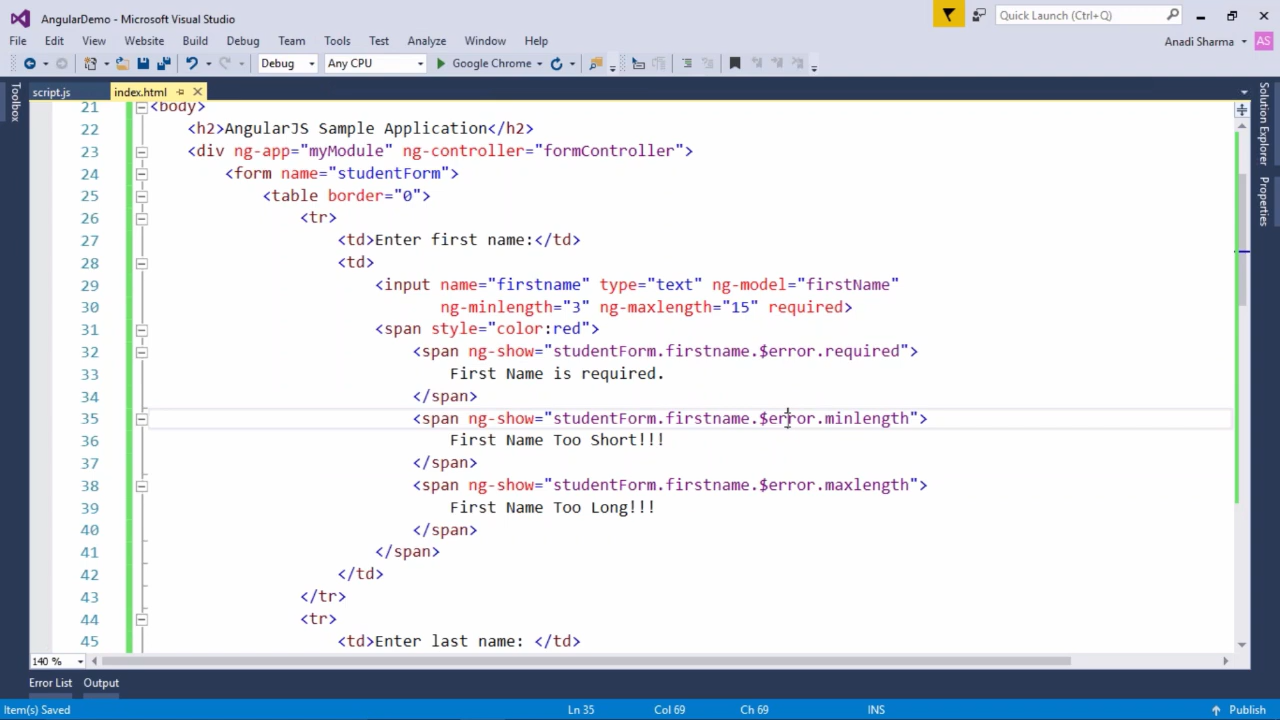 AngularDemo - Microsoft Visual Studio
Quick Launch (Ctrl+Q)
File Edit View Website Build Debug Team Tools Test Analyze Window Help
Anadi Sharma AS
Debug Any CPU Google Chrome
script.js index.html
Toolbox
Solution Explorer
Properties
21 <body>
22 <h2>AngularJS Sample Application</h2>
23 <div ng-app="myModule" ng-controller="formController">
24 <form name="studentForm">
25 <table border="0">
26 <tr>
27 <td>Enter first name:</td>
28 <td>
29 <input name="firstname" type="text" ng-model="firstName"
30 ng-minlength="3" ng-maxlength="15" required>
31 <span style="color:red">
32 <span ng-show="studentForm.firstname.$error.required">
33 First Name is required.
34 </span>
35 <span ng-show="studentForm.firstname.$error.minlength">
36 First Name Too Short!!!
37 </span>
38 <span ng-show="studentForm.firstname.$error.maxlength">
39 First Name Too Long!!!
40 </span>
41 </span>
42 </td>
43 </tr>
44 <tr>
45 <td>Enter last name: </td>
140 %
Error List Output
Item(s) Saved Ln 35 Col 69 Ch 69 INS Publish